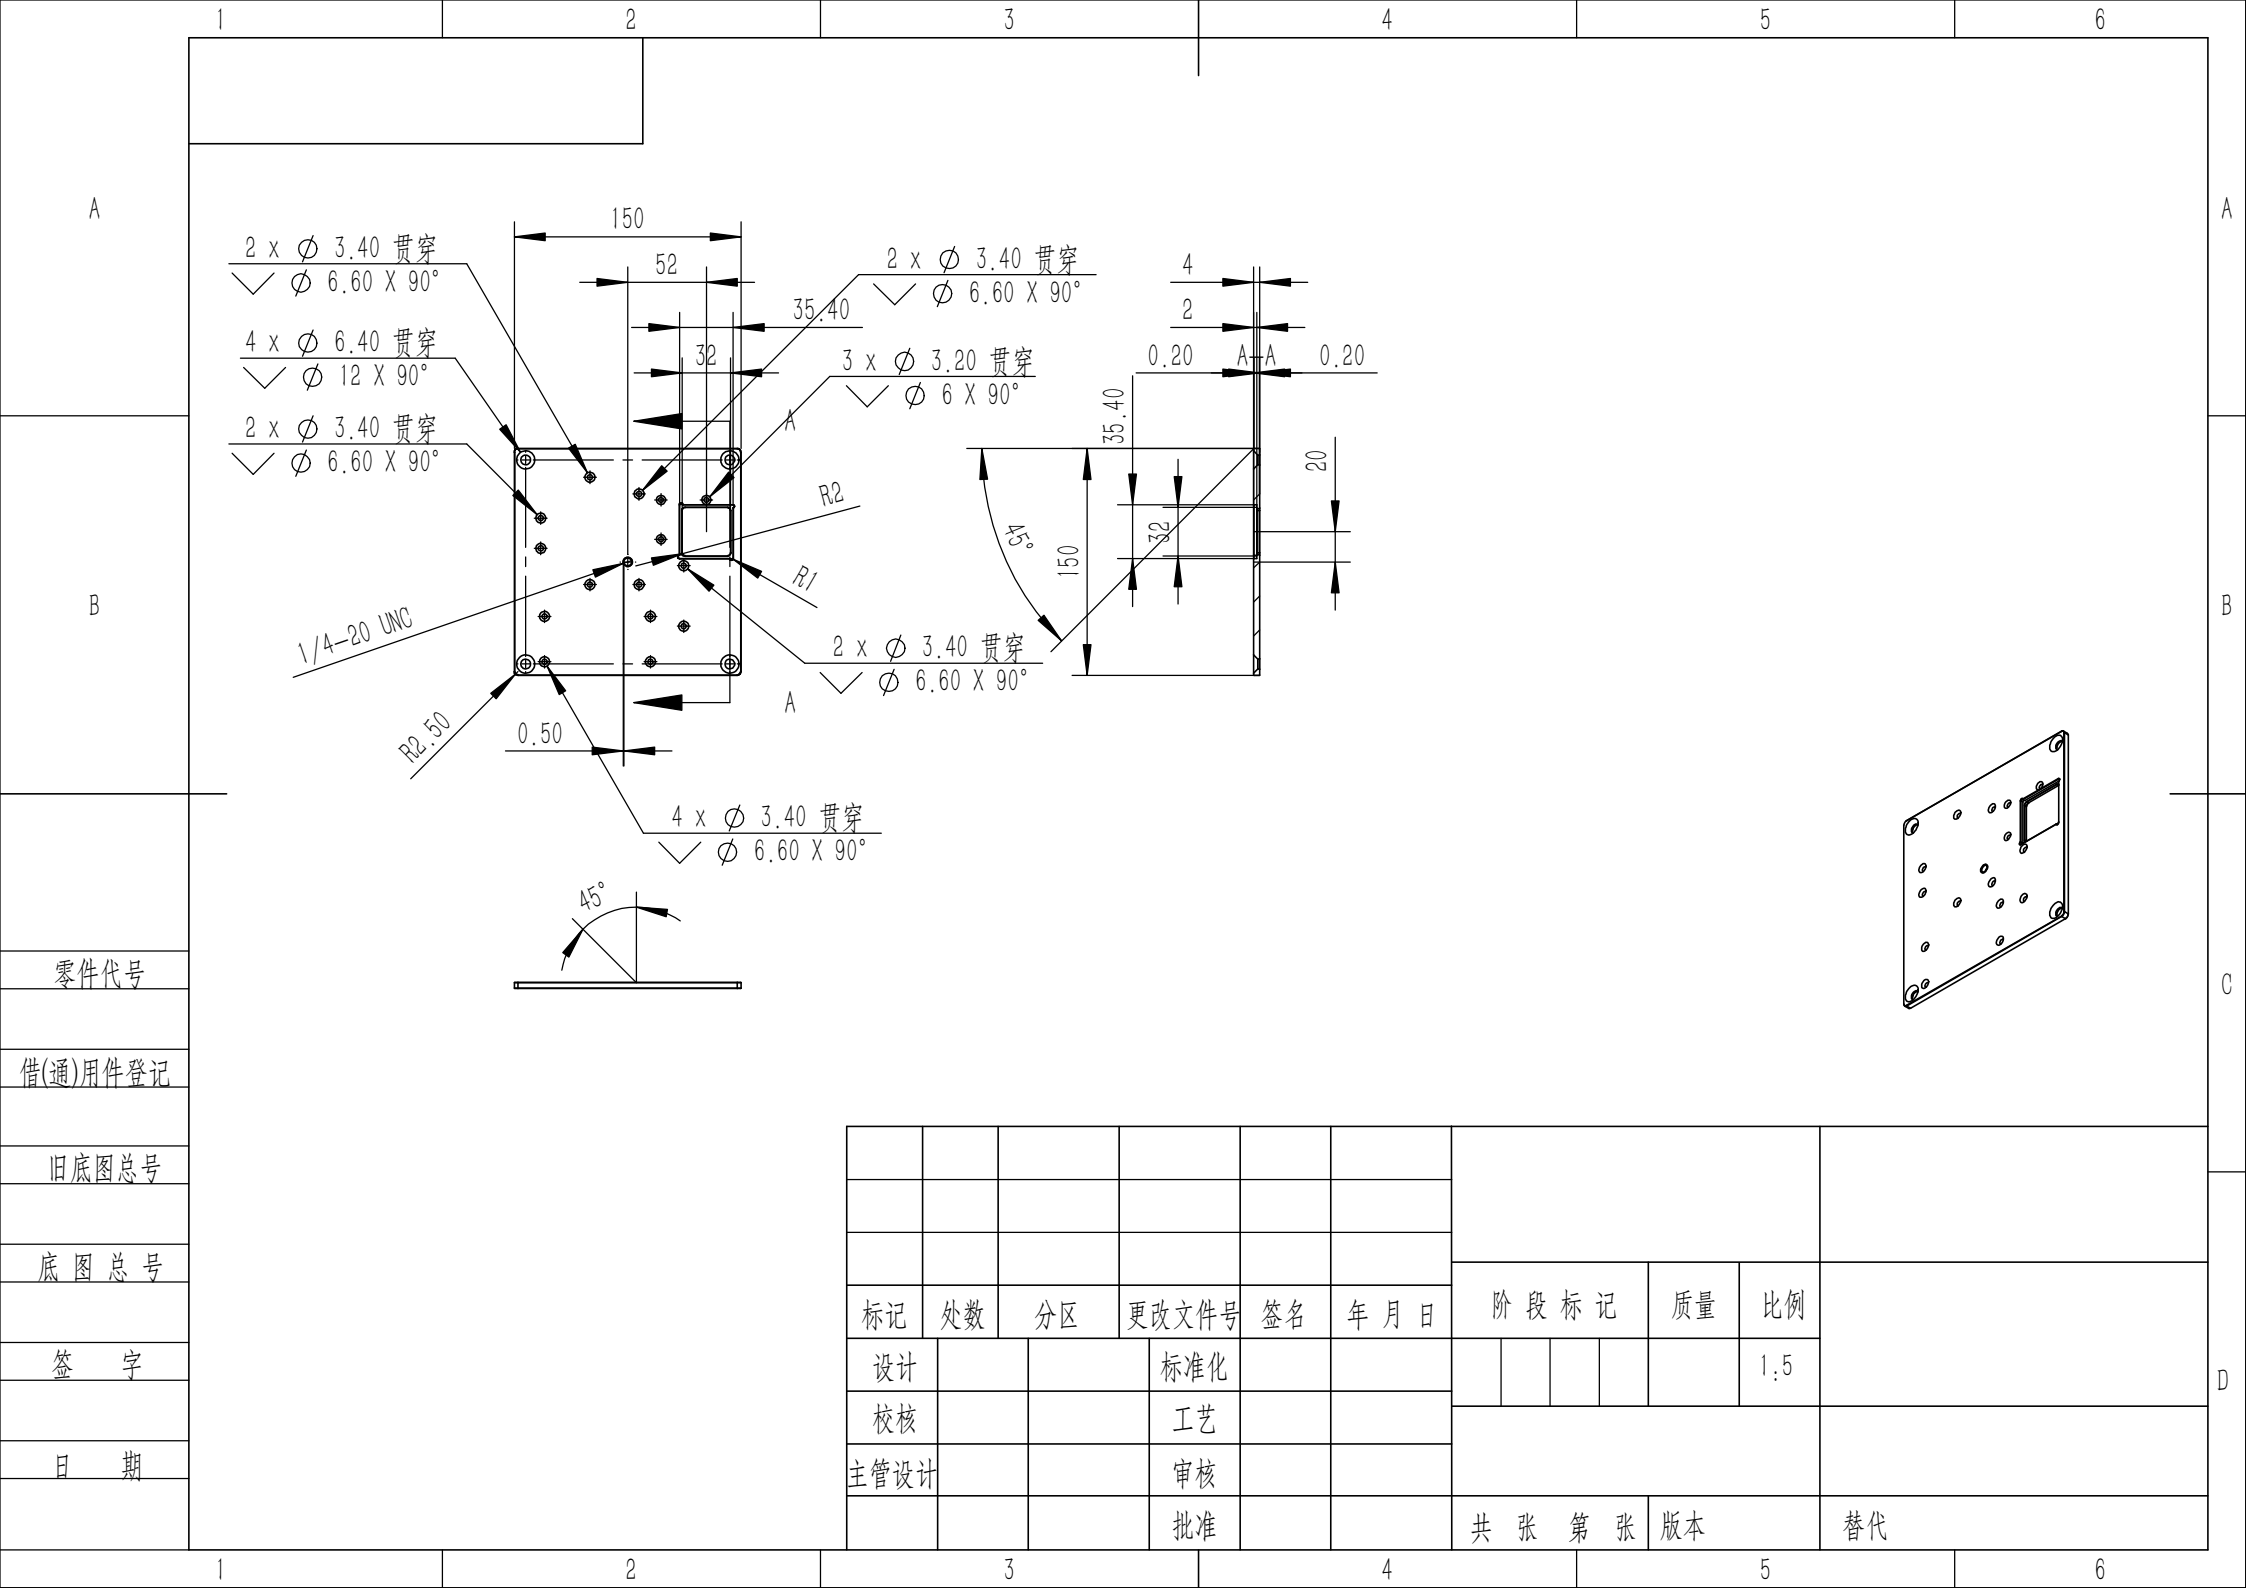 1 2 3 4 5 6
A A
150
2 x ∅ 3.40 贯穿
∅ 6.60 X 90°
52
2 x ∅ 3.40 贯穿
∅ 6.60 X 90°
4
35.40
2
4 x ∅ 6.40 贯穿
∅ 12 X 90°
32
3 x ∅ 3.20 贯穿
∅ 6 X 90°
0.20 A-A 0.20
2 x ∅ 3.40 贯穿
∅ 6.60 X 90°
A
35.40
20
R2
45°
150
32
R1
B B
1/4-20 UNC
2 x ∅ 3.40 贯穿
∅ 6.60 X 90°
A
R2.50
0.50
4 x ∅ 3.40 贯穿
∅ 6.60 X 90°
45°
C
零件代号
借(通)用件登记
旧底图总号
底图总号
签 字
日 期
标记 处数 分区 更改文件号 签名 年 月 日
阶段标记 质量 比例
设计 标准化 1:5
校核 工艺
主管设计 审核
批准
共 张 第 张 版本 替代
D
1 2 3 4 5 6